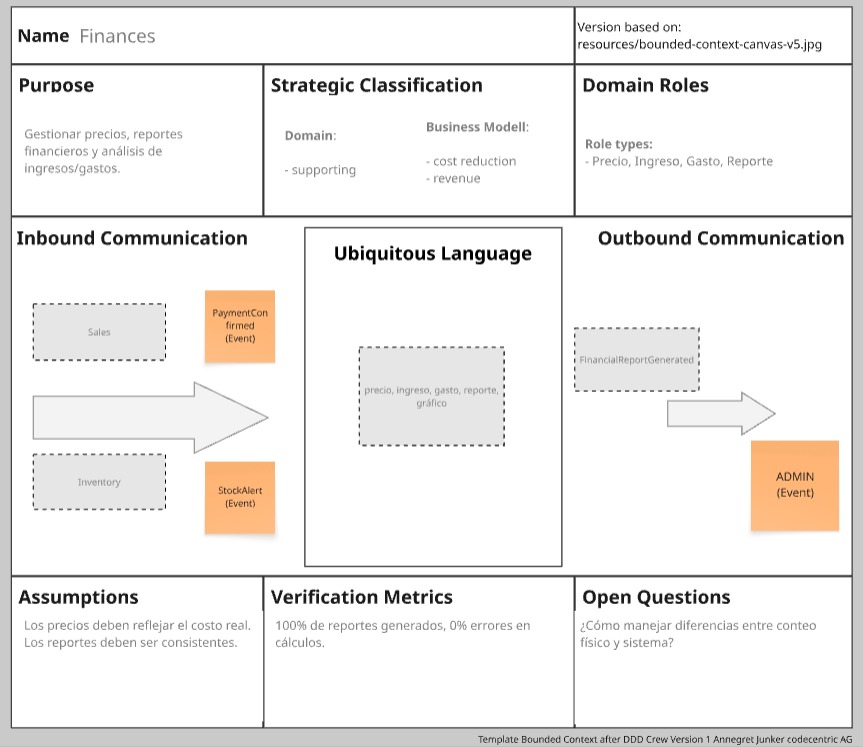 Name Finances
Version based on:
resources/bounded-context-canvas-v5.jpg
Purpose
Gestionar precios, reportes
financieros y análisis de
ingresos/gastos.
Strategic Classification
Domain:
- supporting
Business Modell:
- cost reduction
- revenue
Domain Roles
Role types:
- Precio, Ingreso, Gasto, Reporte
Inbound Communication
Sales
PaymentCon
firmed
(Event)
Inventory
StockAlert
(Event)
Ubiquitous Language
precio, ingreso, gasto, reporte,
gráfico
Outbound Communication
FinancialReportGenerated
ADMIN
(Event)
Assumptions
Los precios deben reflejar el costo real.
Los reportes deben ser consistentes.
Verification Metrics
100% de reportes generados, 0% errores en
cálculos.
Open Questions
¿Cómo manejar diferencias entre conteo
físico y sistema?
Template Bounded Context after DDD Crew Version 1 Annegret Junker codecentric AG